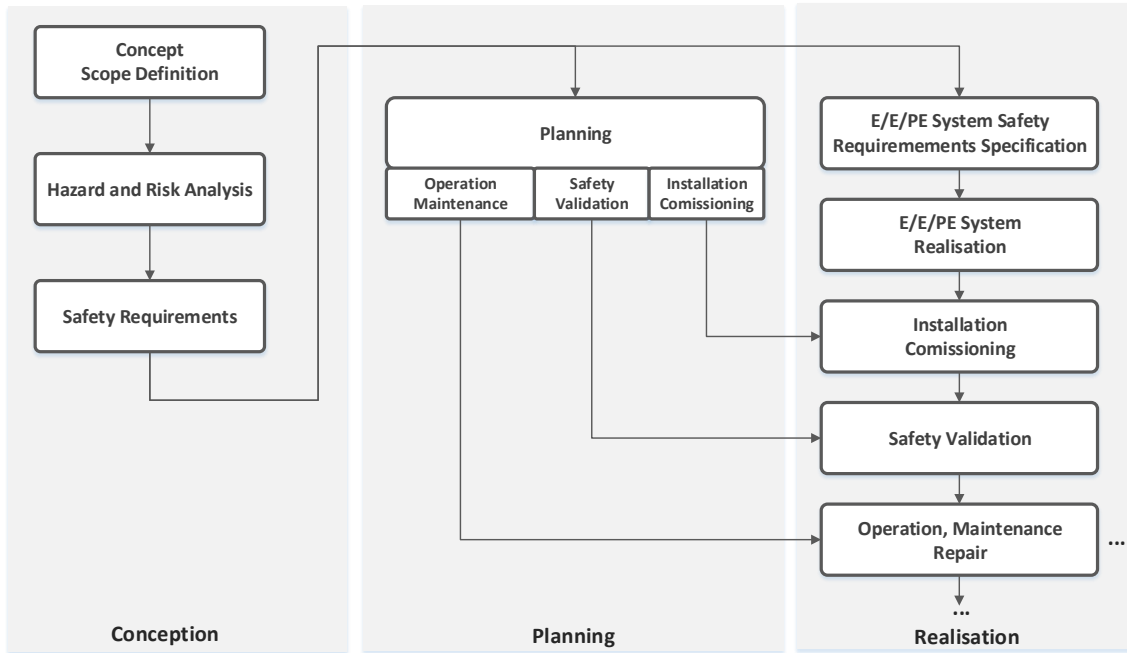 Concept
Scope Definition
Hazard and Risk Analysis
Safety Requirements
Conception
Planning
Operation
Maintenance
Safety
Validation
Installation
Comissioning
Planning
E/E/PE System Safety
Requiremements Specification
E/E/PE System
Realisation
Installation
Comissioning
Safety Validation
Operation, Maintenance
Repair
...
...
Realisation